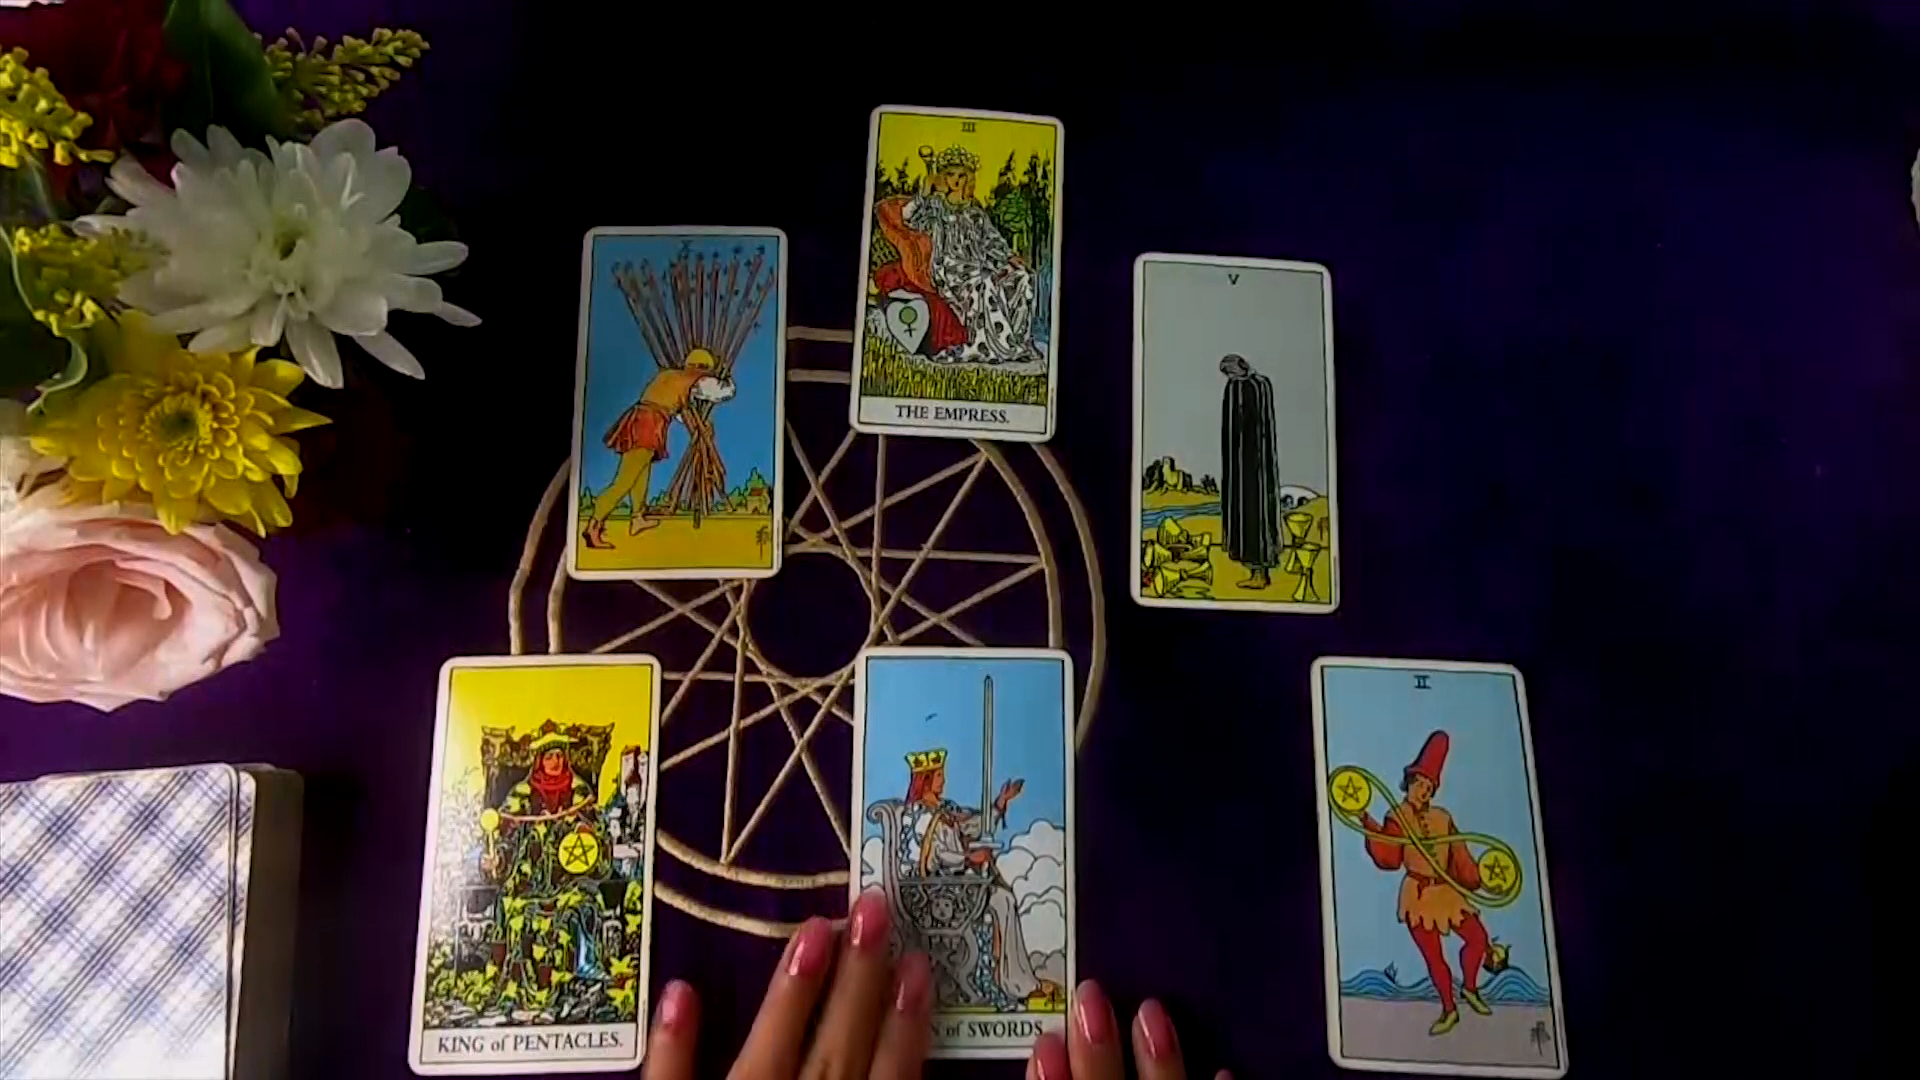 III
THE EMPRESS.
X
V
II
KING of PENTACLES.
N of SWORDS.